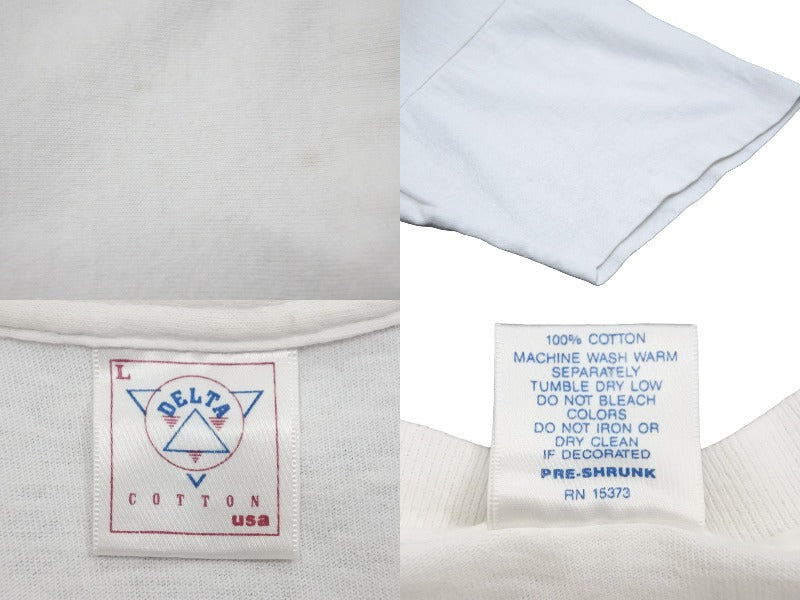 L
DELTA
COTTON
usa
100% COTTON
MACHINE WASH WARM
SEPARATELY
TUMBLE DRY LOW
DO NOT BLEACH
COLORS
DO NOT IRON OR
DRY CLEAN
IF DECORATED
PRE-SHRUNK
RN 15373